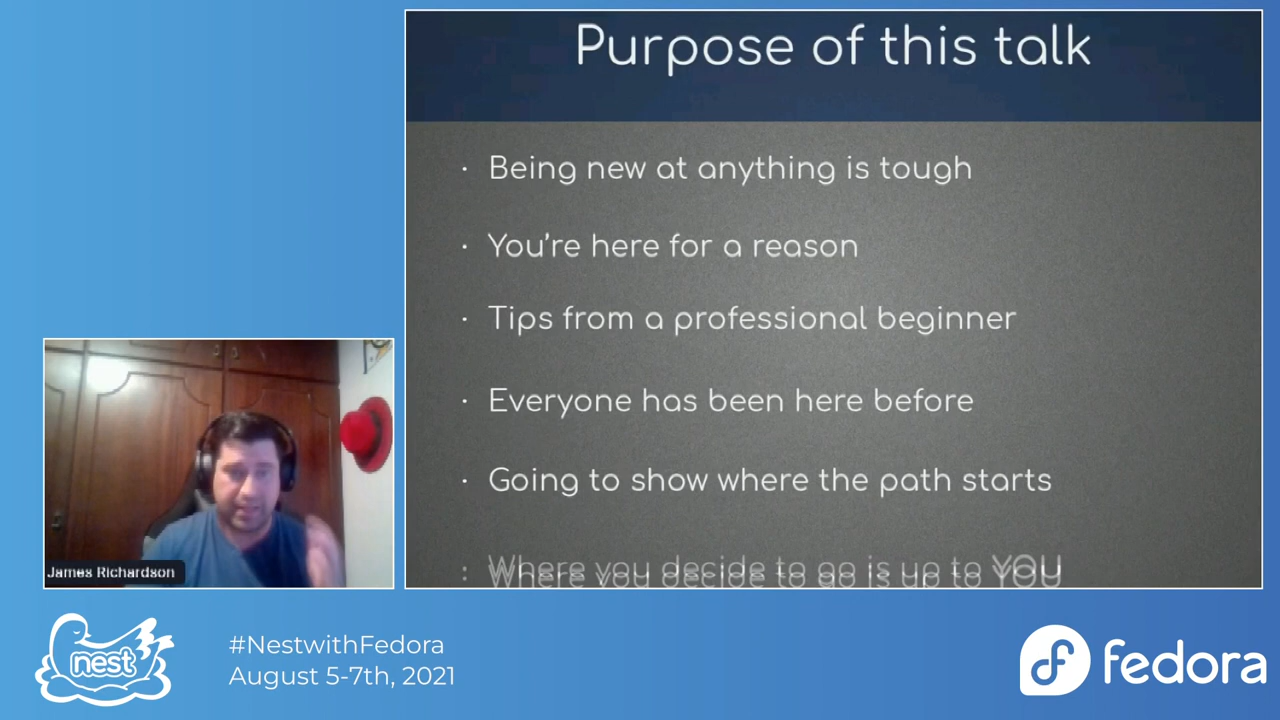 Purpose of this talk
· Being new at anything is tough
· You're here for a reason
· Tips from a professional beginner
· Everyone has been here before
· Going to show where the path starts
· Where you decide to go is up to YOU
James Richardson
nest
#NestwithFedora
August 5-7th, 2021
fedora